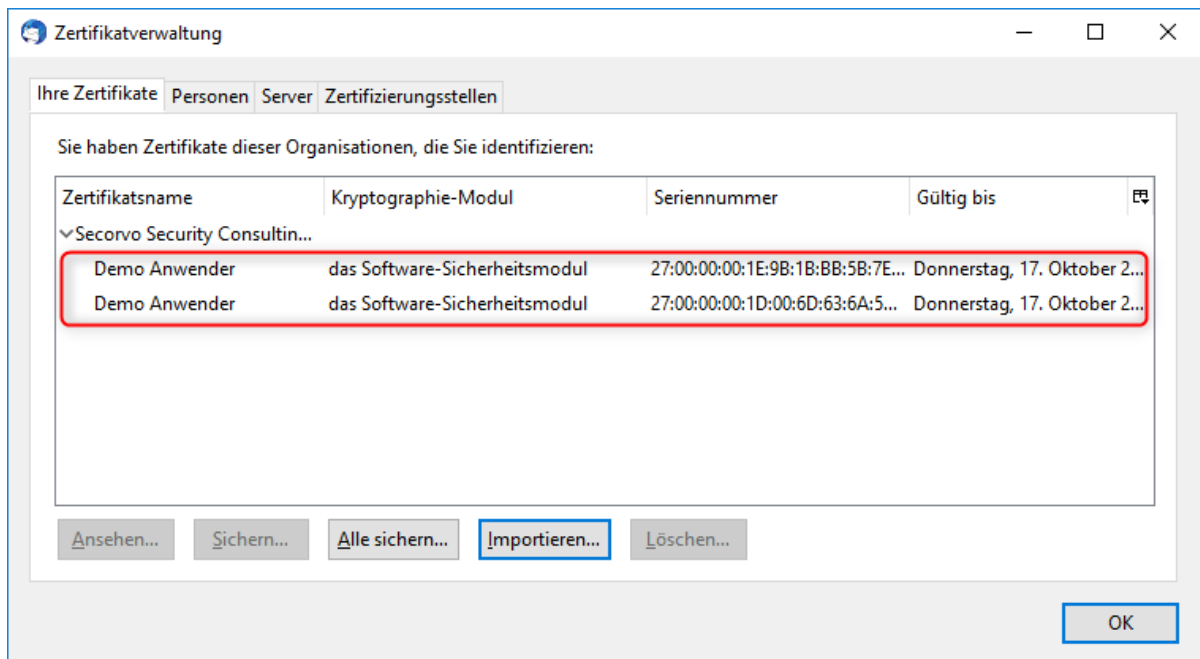 Zertifikatverwaltung
Ihre Zertifikate Personen Server Zertifizierungsstellen
Sie haben Zertifikate dieser Organisationen, die Sie identifizieren:
Zertifikatsname Kryptographie-Modul Seriennummer Gültig bis
Secorvo Security Consultin...
Demo Anwender das Software-Sicherheitsmodul 27:00:00:00:1E:9B:1B:BB:5B:7E... Donnerstag, 17. Oktober 2...
Demo Anwender das Software-Sicherheitsmodul 27:00:00:00:1D:00:6D:63:6A:5... Donnerstag, 17. Oktober 2...
Ansehen... Sichern... Alle sichern... Importieren... Löschen...
OK